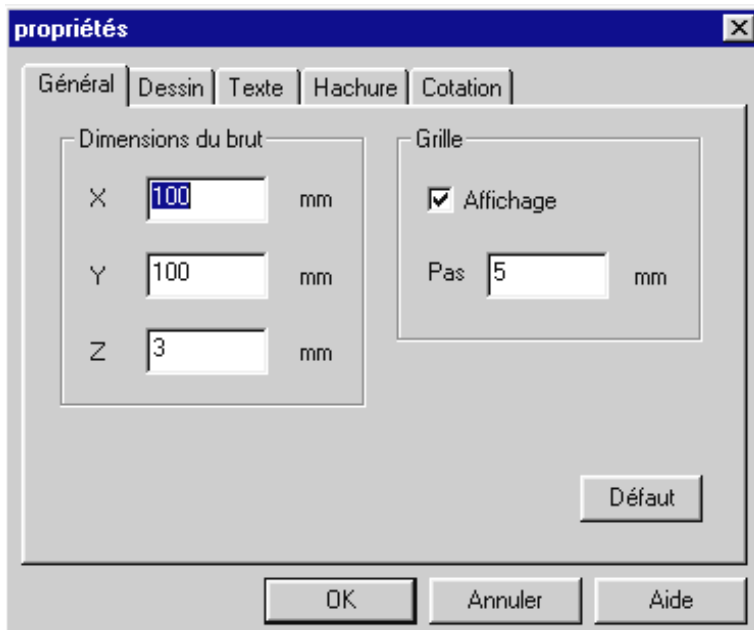 propriétés
Général Dessin Texte Hachure Cotation
Dimensions du brut
X 100 mm
Y 100 mm
Z 3 mm
Grille
Affichage
Pas 5 mm
Défaut
OK Annuler Aide